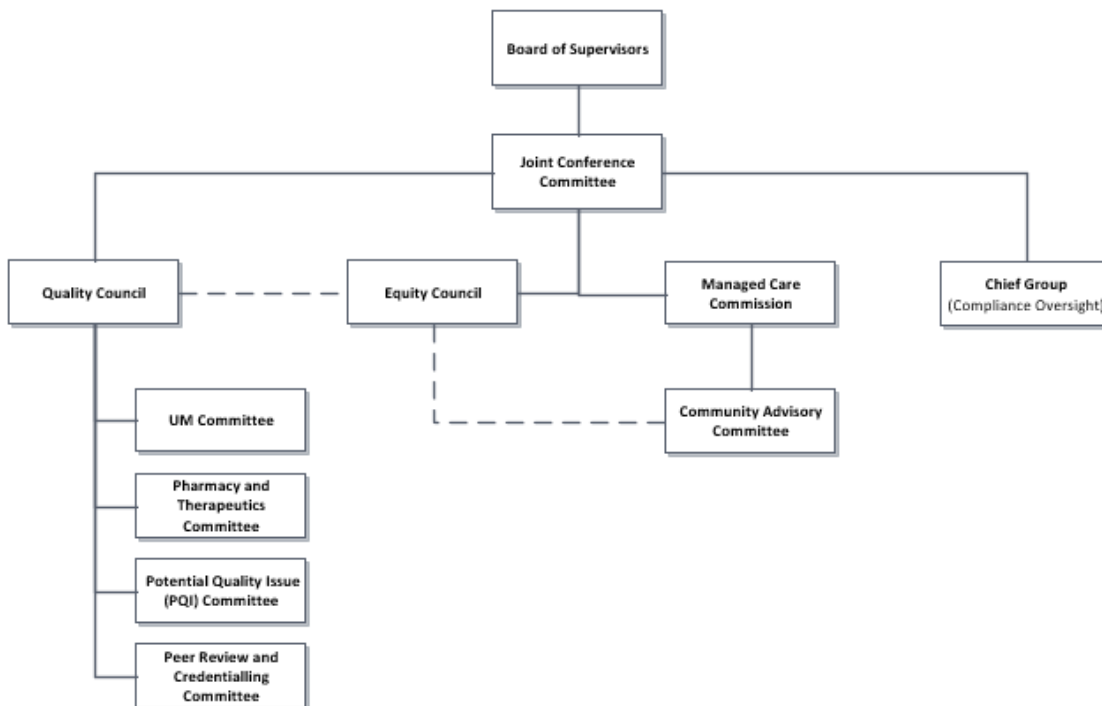 Board of Supervisors
Joint Conference
Committee
Quality Council
Equity Council
Managed Care
Commission
Chief Group
(Compliance Oversight)
UM Committee
Community Advisory
Committee
Pharmacy and
Therapeutics
Committee
Potential Quality Issue
(PQI) Committee
Peer Review and
Credentialling
Committee